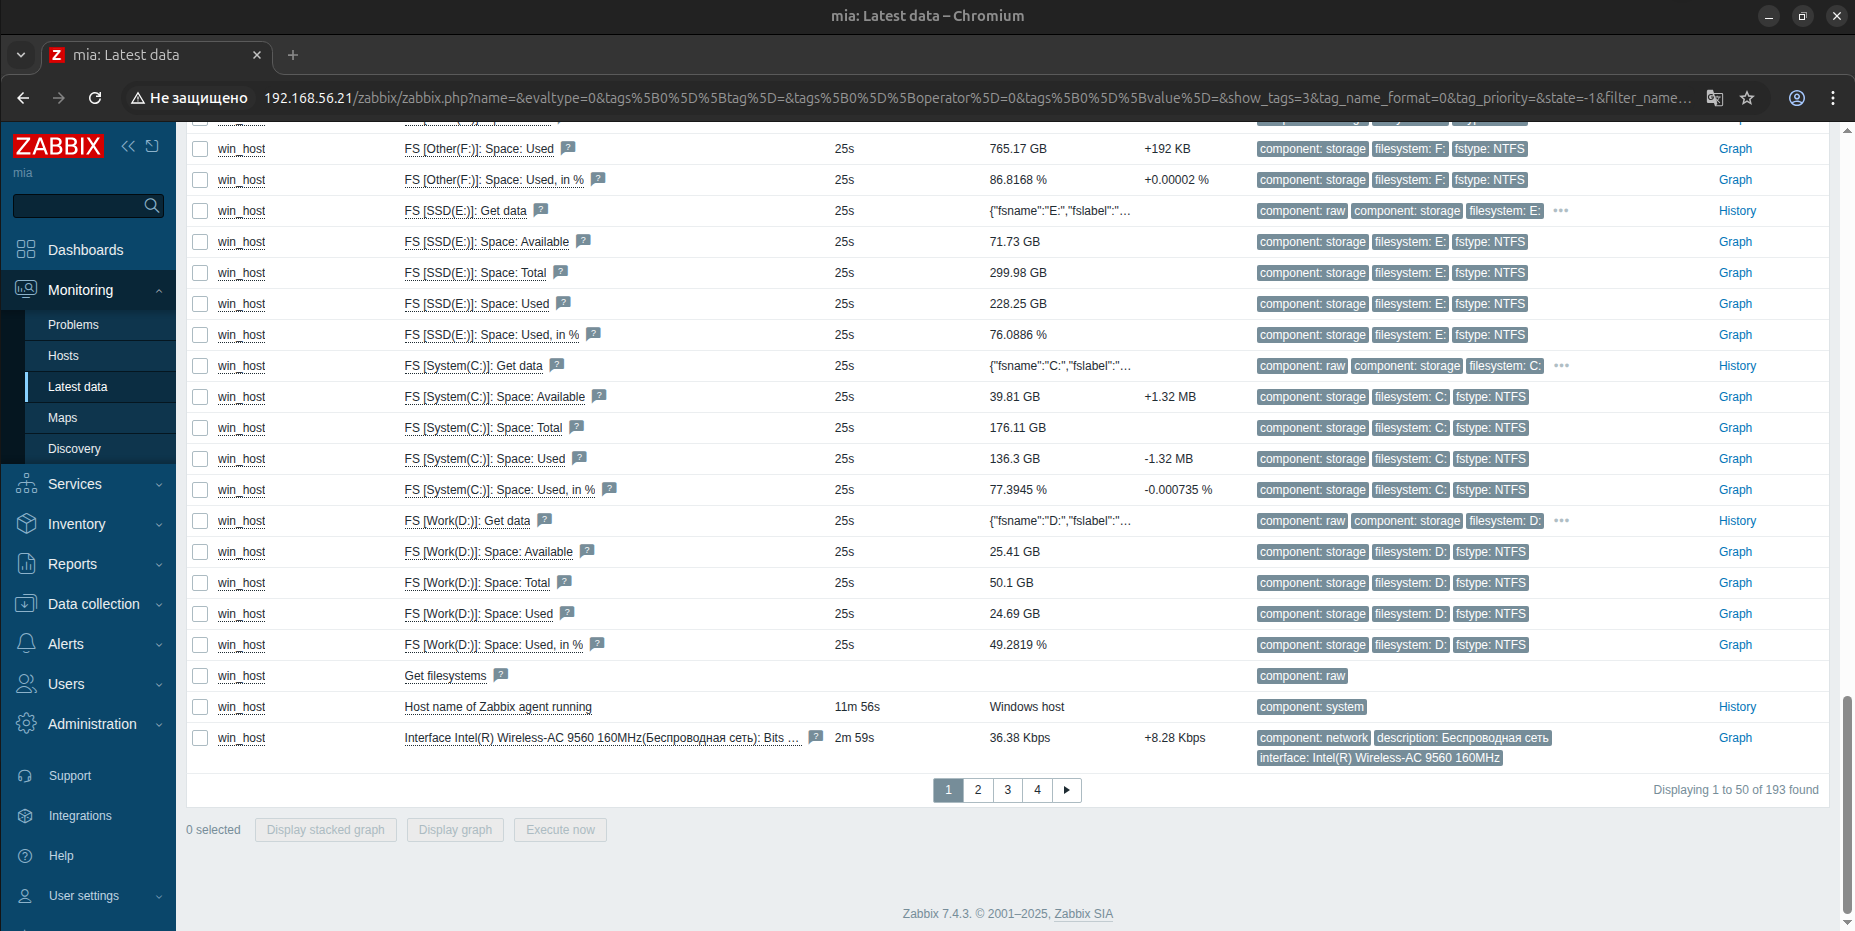 mia: Latest data – Chromium
mia: Latest data
Не защищено 192.168.56.21/zabbix/zabbix.php?name=&evaltype=0&tags%5B0%5D%5Btag%5D=&tags%5B0%5D%5Boperator%5D=0&tags%5B0%5D%5Bvalue%5D=&show_tags=3&tag_name_format=0&tag_priority=&state=-1&filter_name...
ZABBIX
mia
Dashboards
Monitoring
Problems
Hosts
Latest data
Maps
Discovery
Services
Inventory
Reports
Data collection
Alerts
Users
Administration
Support
Integrations
Help
User settings
win_host FS [Other(F:)]: Space: Used ? 25s 765.17 GB +192 KB component: storage filesystem: F: fstype: NTFS Graph
win_host FS [Other(F:)]: Space: Used, in % ? 25s 86.8168 % +0.00002 % component: storage filesystem: F: fstype: NTFS Graph
win_host FS [SSD(E:)]: Get data ? 25s {"fsname":"E:","fslabel":"... component: raw component: storage filesystem: E: ••• History
win_host FS [SSD(E:)]: Space: Available ? 25s 71.73 GB component: storage filesystem: E: fstype: NTFS Graph
win_host FS [SSD(E:)]: Space: Total ? 25s 299.98 GB component: storage filesystem: E: fstype: NTFS Graph
win_host FS [SSD(E:)]: Space: Used ? 25s 228.25 GB component: storage filesystem: E: fstype: NTFS Graph
win_host FS [SSD(E:)]: Space: Used, in % ? 25s 76.0886 % component: storage filesystem: E: fstype: NTFS Graph
win_host FS [System(C:)]: Get data ? 25s {"fsname":"C:","fslabel":"... component: raw component: storage filesystem: C: ••• History
win_host FS [System(C:)]: Space: Available ? 25s 39.81 GB +1.32 MB component: storage filesystem: C: fstype: NTFS Graph
win_host FS [System(C:)]: Space: Total ? 25s 176.11 GB component: storage filesystem: C: fstype: NTFS Graph
win_host FS [System(C:)]: Space: Used ? 25s 136.3 GB -1.32 MB component: storage filesystem: C: fstype: NTFS Graph
win_host FS [System(C:)]: Space: Used, in % ? 25s 77.3945 % -0.000735 % component: storage filesystem: C: fstype: NTFS Graph
win_host FS [Work(D:)]: Get data ? 25s {"fsname":"D:","fslabel":"... component: raw component: storage filesystem: D: ••• History
win_host FS [Work(D:)]: Space: Available ? 25s 25.41 GB component: storage filesystem: D: fstype: NTFS Graph
win_host FS [Work(D:)]: Space: Total ? 25s 50.1 GB component: storage filesystem: D: fstype: NTFS Graph
win_host FS [Work(D:)]: Space: Used ? 25s 24.69 GB component: storage filesystem: D: fstype: NTFS Graph
win_host FS [Work(D:)]: Space: Used, in % ? 25s 49.2819 % component: storage filesystem: D: fstype: NTFS Graph
win_host Get filesystems ? component: raw
win_host Host name of Zabbix agent running 11m 56s Windows host component: system History
win_host Interface Intel(R) Wireless-AC 9560 160MHz(Беспроводная сеть): Bits ... ? 2m 59s 36.38 Kbps +8.28 Kbps component: network description: Беспроводная сеть Graph
interface: Intel(R) Wireless-AC 9560 160MHz
1 2 3 4
Displaying 1 to 50 of 193 found
0 selected Display stacked graph Display graph Execute now
Zabbix 7.4.3. © 2001–2025, Zabbix SIA